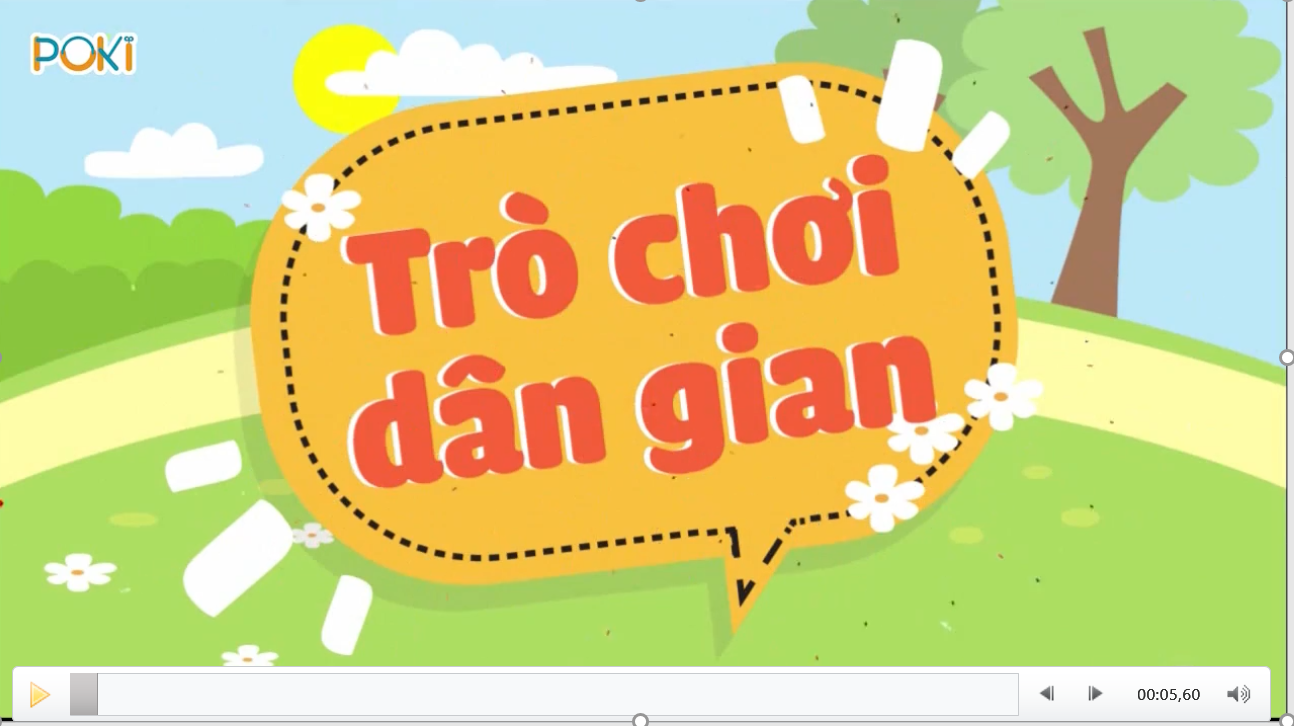 POKI
Trò chơi
dân gian
00:05,60